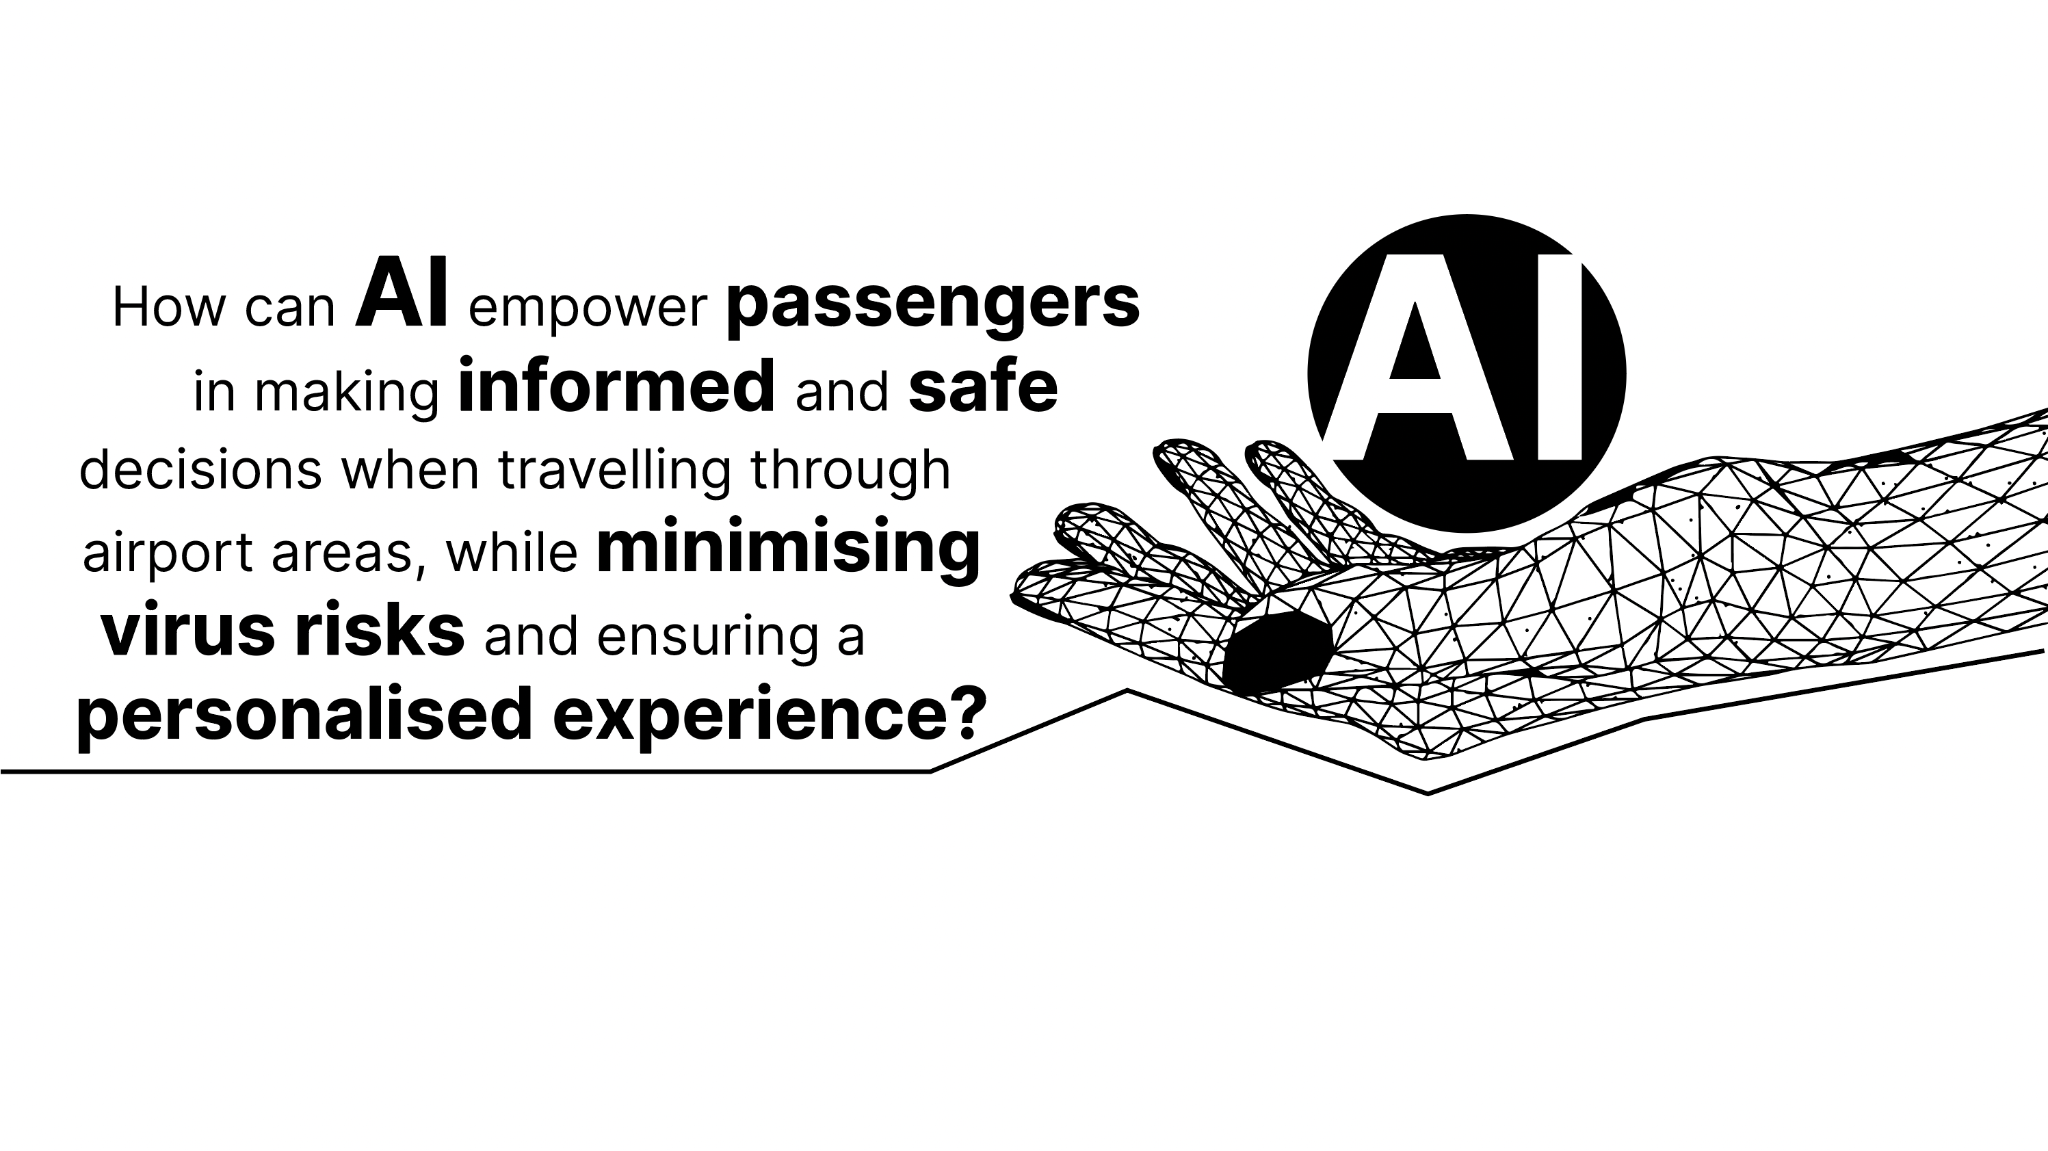 How can AI empower passengers
in making informed and safe
decisions when travelling through
airport areas, while minimising
virus risks and ensuring a
personalised experience?
AI